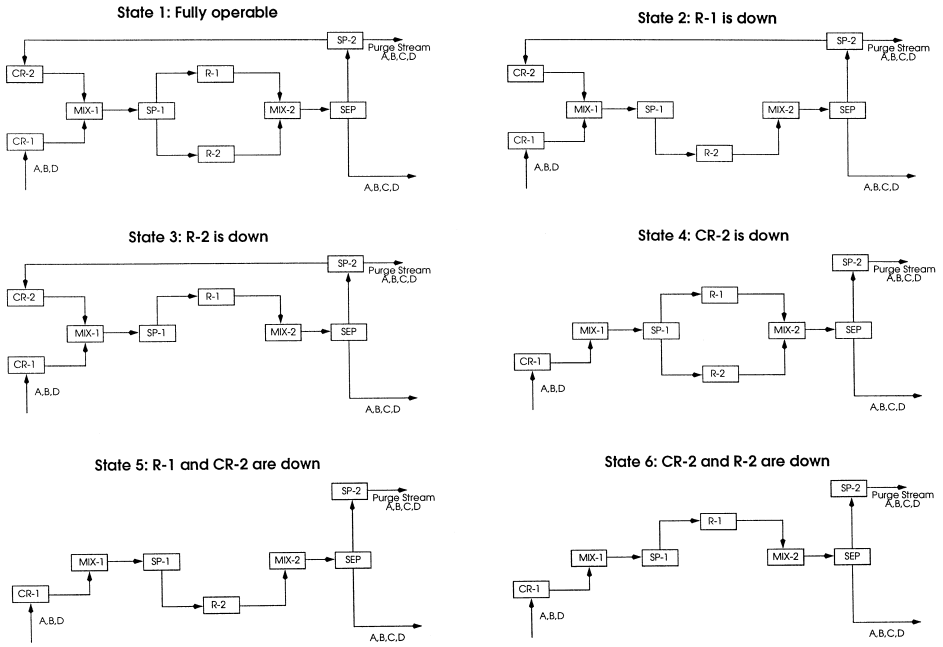 State 1: Fully operable
SP-2
Purge Stream
A,B,C,D
CR-2
R-1
MIX-1
SP-1
MIX-2
SEP
CR-1
R-2
A,B,D
A,B,C,D
State 2: R-1 is down
SP-2
Purge Stream
A,B,C,D
CR-2
MIX-1
SP-1
MIX-2
SEP
CR-1
R-2
A,B,D
A,B,C,D
State 3: R-2 is down
SP-2
Purge Stream
A,B,C,D
CR-2
R-1
MIX-1
SP-1
MIX-2
SEP
CR-1
A,B,D
A,B,C,D
State 4: CR-2 is down
SP-2
Purge Stream
A,B,C,D
R-1
MIX-1
SP-1
MIX-2
SEP
CR-1
R-2
A,B,D
A,B,C,D
State 5: R-1 and CR-2 are down
SP-2
Purge Stream
A,B,C,D
MIX-1
SP-1
MIX-2
SEP
CR-1
R-2
A,B,D
A,B,C,D
State 6: CR-2 and R-2 are down
SP-2
Purge Stream
A,B,C,D
R-1
MIX-1
SP-1
MIX-2
SEP
CR-1
A,B,D
A,B,C,D